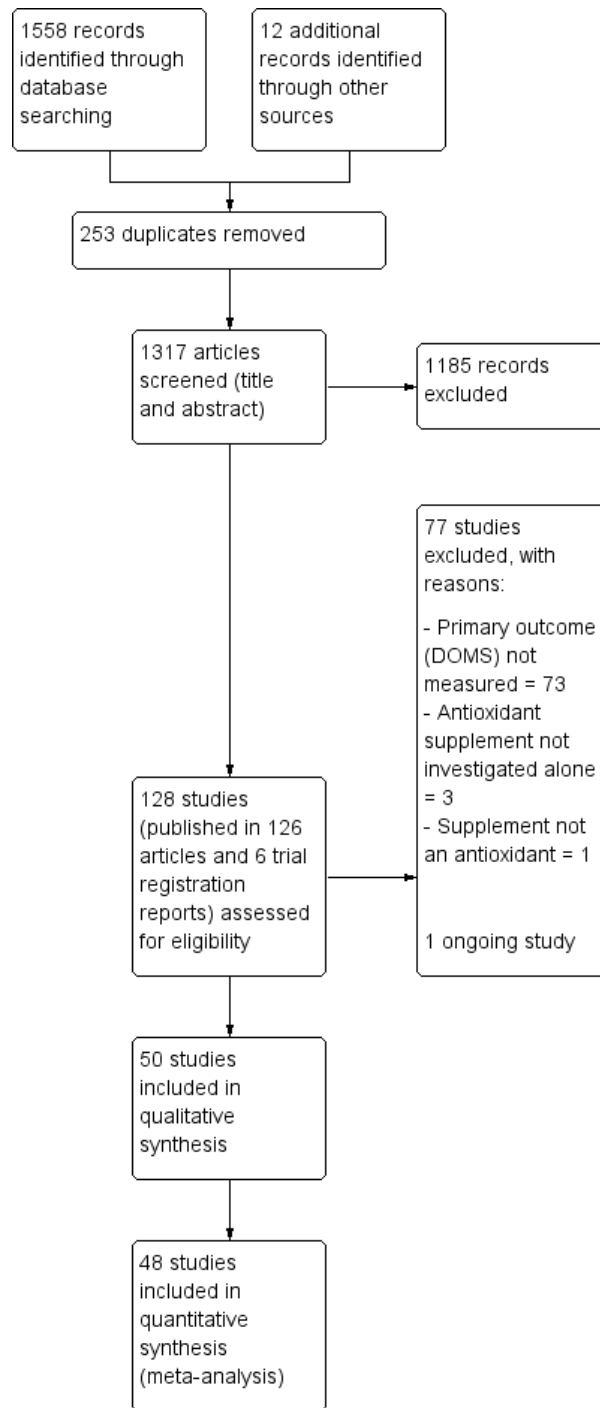 1558 records
identified through
database
searching
12 additional
records identified
through other
sources
253 duplicates removed
1317 articles
screened (title
and abstract)
1185 records
excluded
77 studies
excluded, with
reasons:
- Primary outcome
(DOMS) not
measured = 73
- Antioxidant
supplement not
investigated alone
= 3
- Supplement not
an antioxidant = 1
1 ongoing study
128 studies
(published in 126
articles and 6 trial
registration
reports) assessed
for eligibility
50 studies
included in
qualitative
synthesis
48 studies
included in
quantitative
synthesis
(meta-analysis)